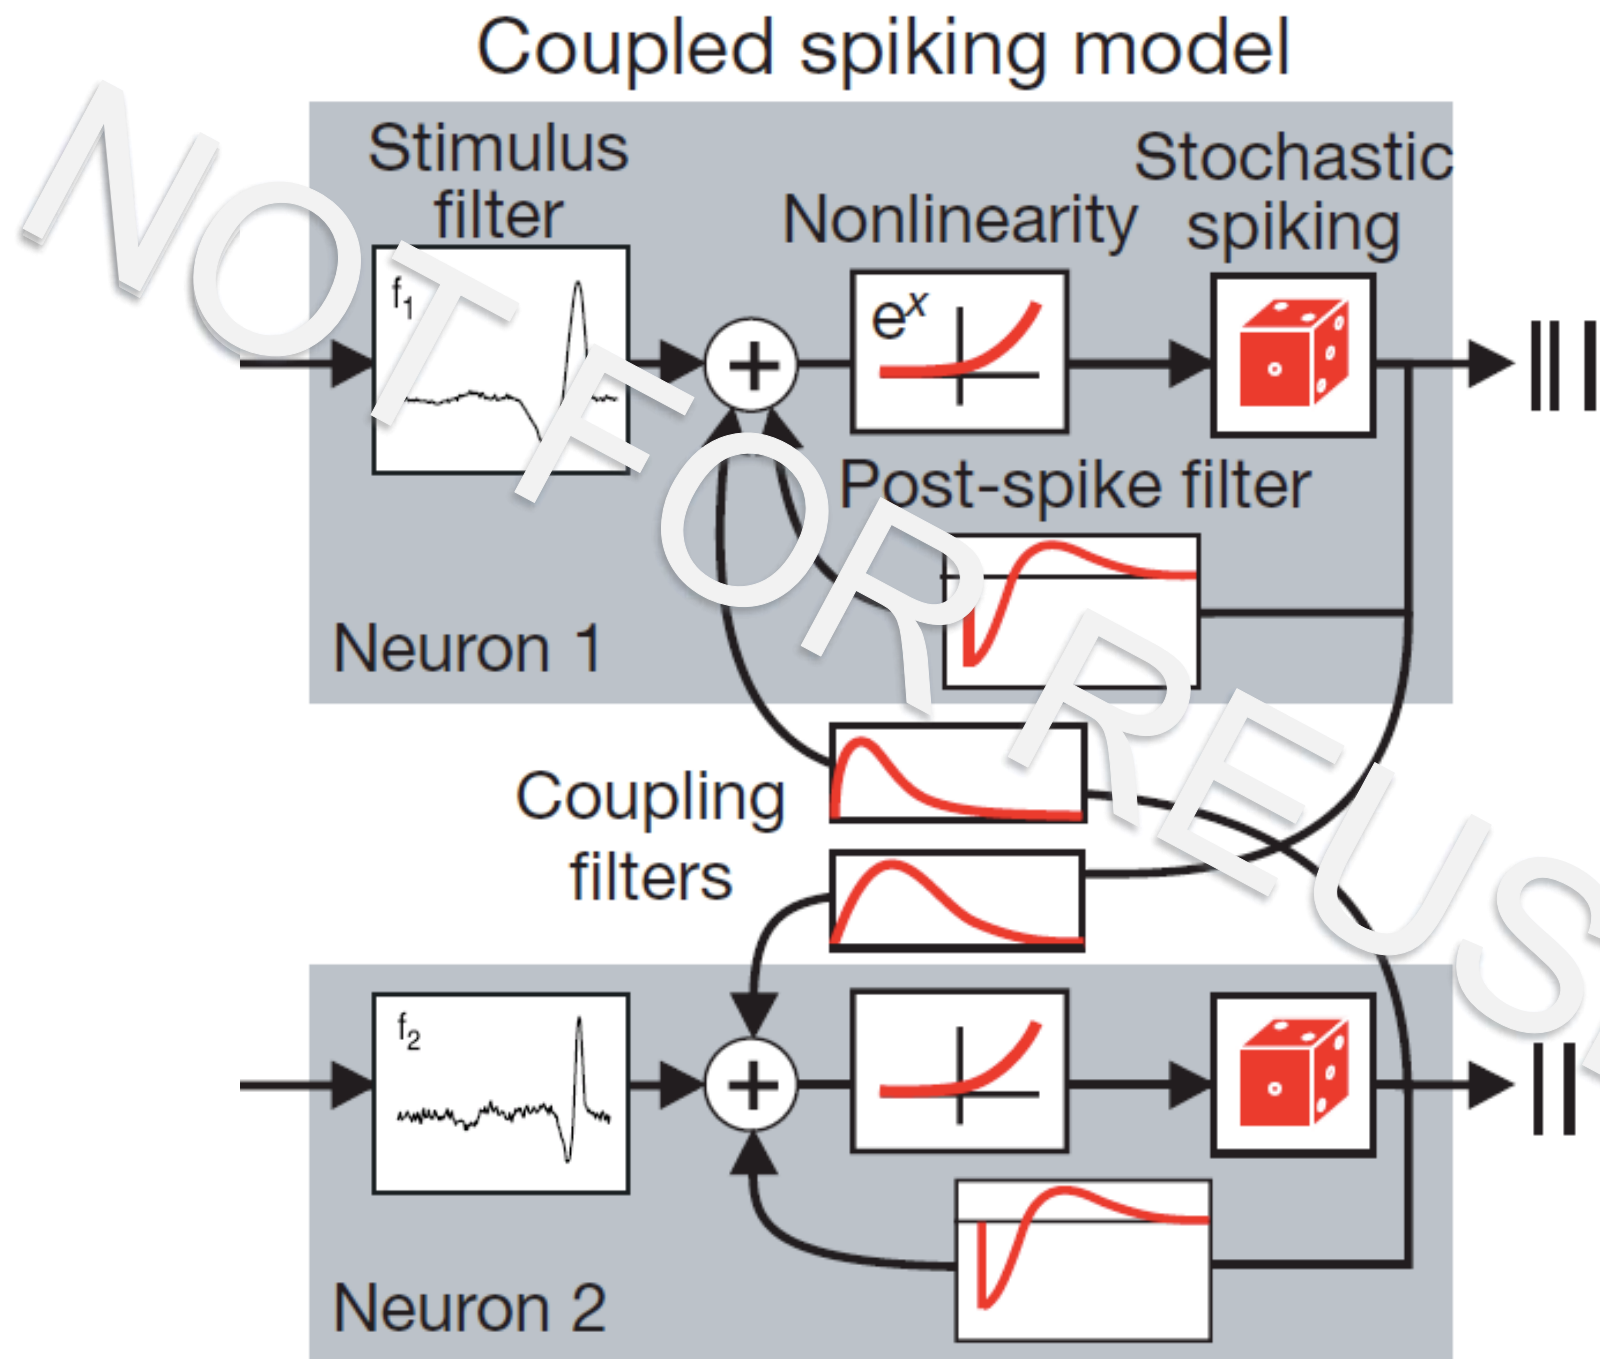 Coupled spiking model
Stimulus
filter
Nonlinearity
Stochastic
spiking
f1
+
e^x
Post-spike filter
Neuron 1
Coupling
filters
f2
+
Neuron 2
NOT FOR REUSE